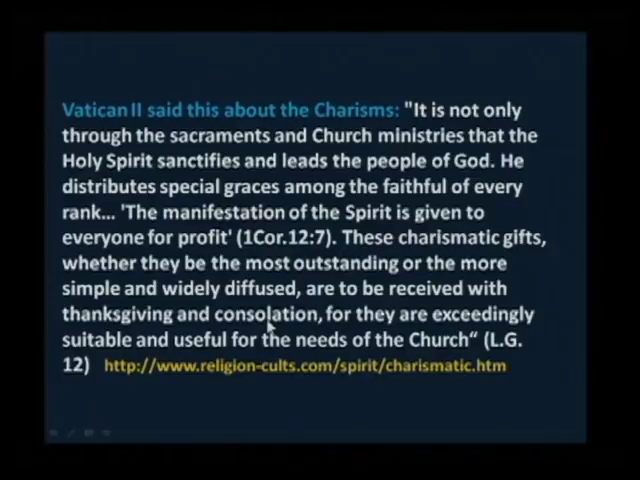 Vatican II said this about the Charisms: "It is not only
through the sacraments and Church ministries that the
Holy Spirit sanctifies and leads the people of God. He
distributes special graces among the faithful of every
rank... 'The manifestation of the Spirit is given to
everyone for profit' (1Cor.12:7). These charismatic gifts,
whether they be the most outstanding or the more
simple and widely diffused, are to be received with
thanksgiving and consolation, for they are exceedingly
suitable and useful for the needs of the Church“ (L.G.
12) http://www.religion-cults.com/spirit/charismatic.htm